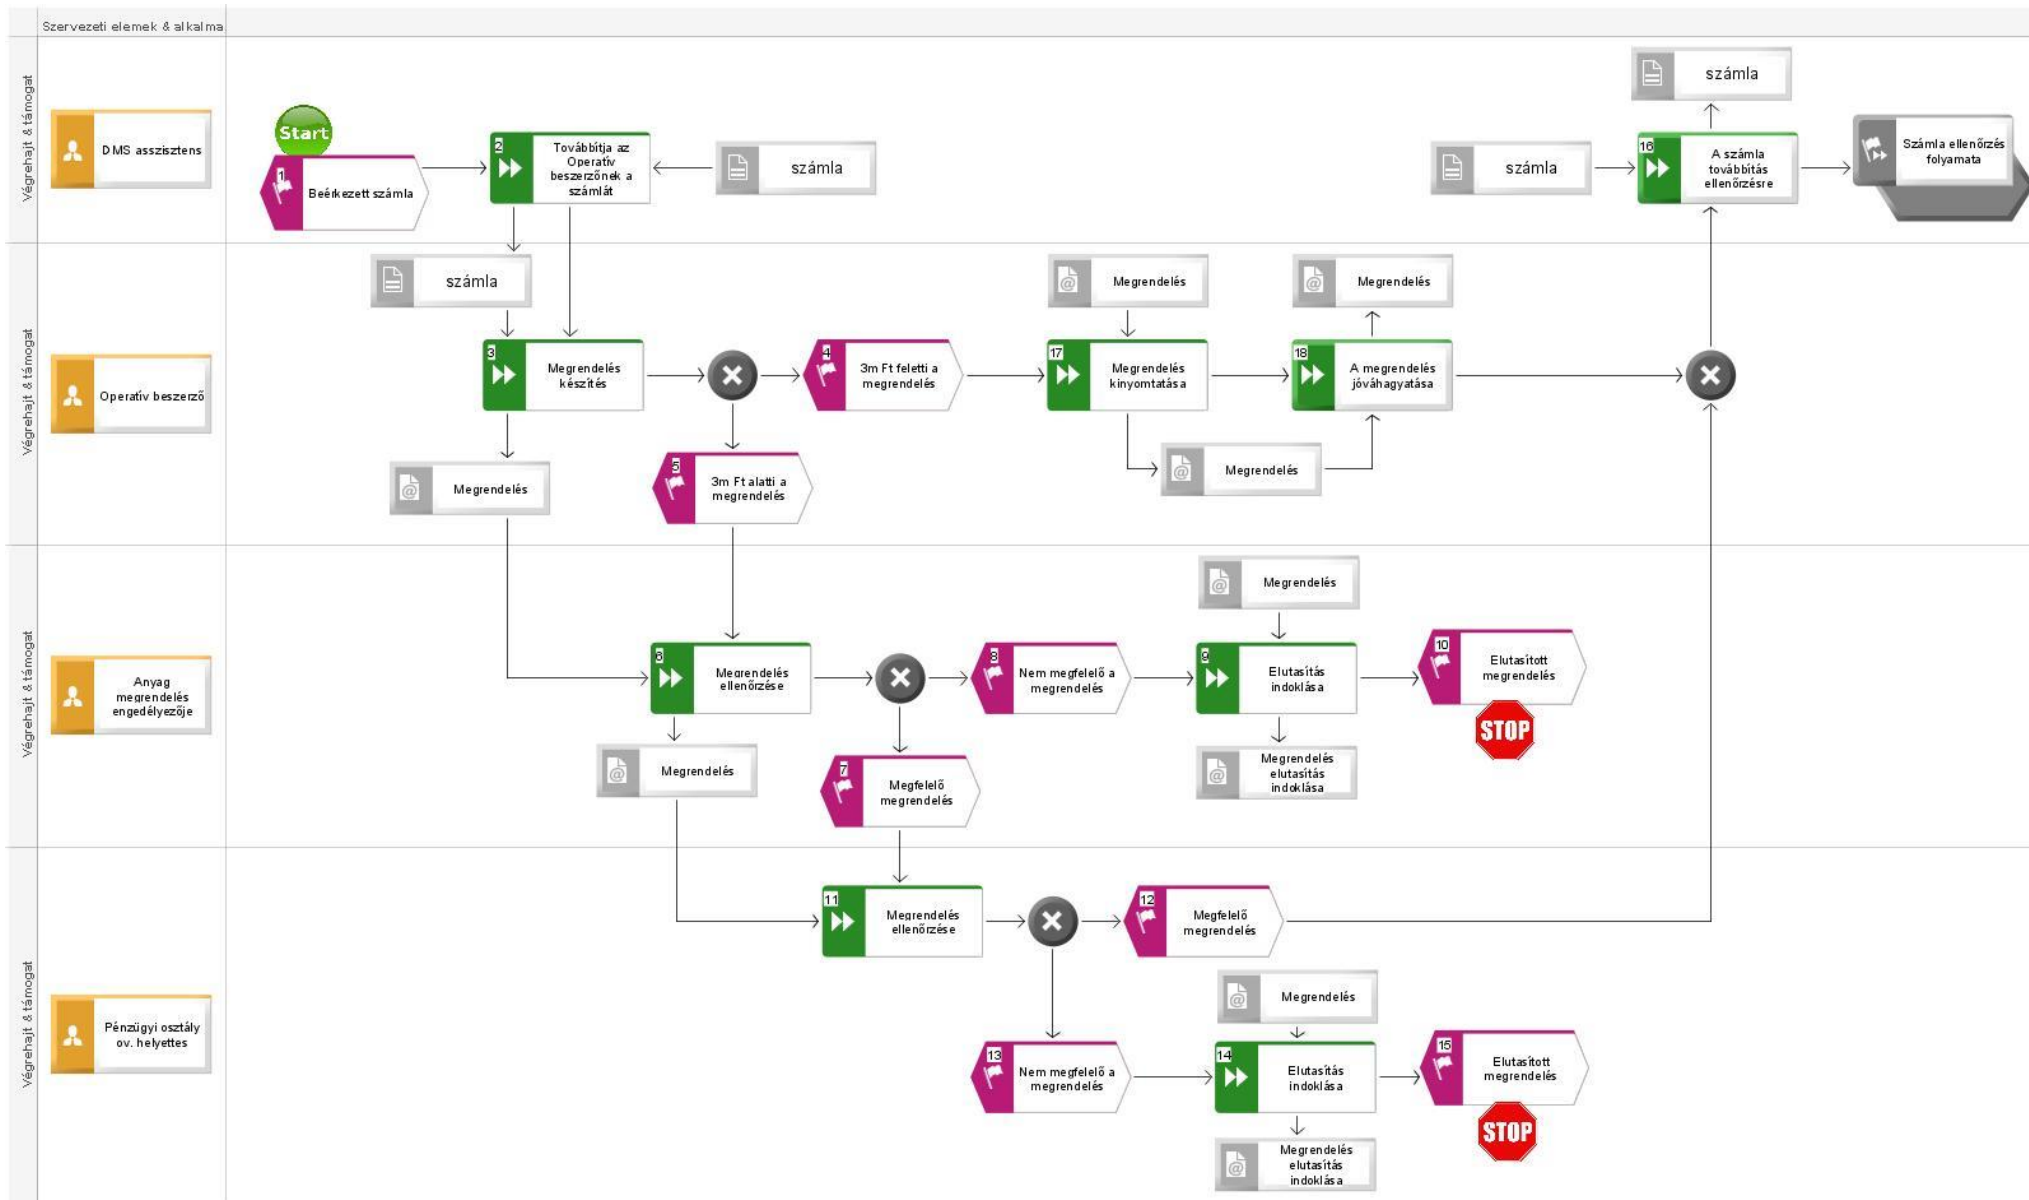 Szervezeti elemek & alkalma
Végrehajt & támogat
DMS asszisztens
Start
1
Beérkezett számla
2
Továbbítja az
Operatív
beszerzőnek a
számlát
számla
számla
számla
16
A számla
továbbítás
ellenőrzésre
Számla ellenőrzés
folyamata
Végrehajt & támogat
Operatív beszerző
számla
3
Megrendelés
készítés
Megrendelés
4
3m Ft feletti a
megrendelés
5
3m Ft alatti a
megrendelés
Megrendelés
17
Megrendelés
kinyomtatása
Megrendelés
Megrendelés
18
A megrendelés
jóváhagyatása
Végrehajt & támogat
Anyag
megrendelés
engedélyezője
6
Megrendelés
ellenőrzése
Megrendelés
7
Megfelelő
megrendelés
8
Nem megfelelő a
megrendelés
Megrendelés
9
Elutasítás
indoklása
Megrendelés
elutasítás
indoklása
10
Elutasított
megrendelés
STOP
Végrehajt & támogat
Pénzügyi osztály
ov. helyettes
11
Megrendelés
ellenőrzése
12
Megfelelő
megrendelés
13
Nem megfelelő a
megrendelés
Megrendelés
14
Elutasítás
indoklása
Megrendelés
elutasítás
indoklása
15
Elutasított
megrendelés
STOP